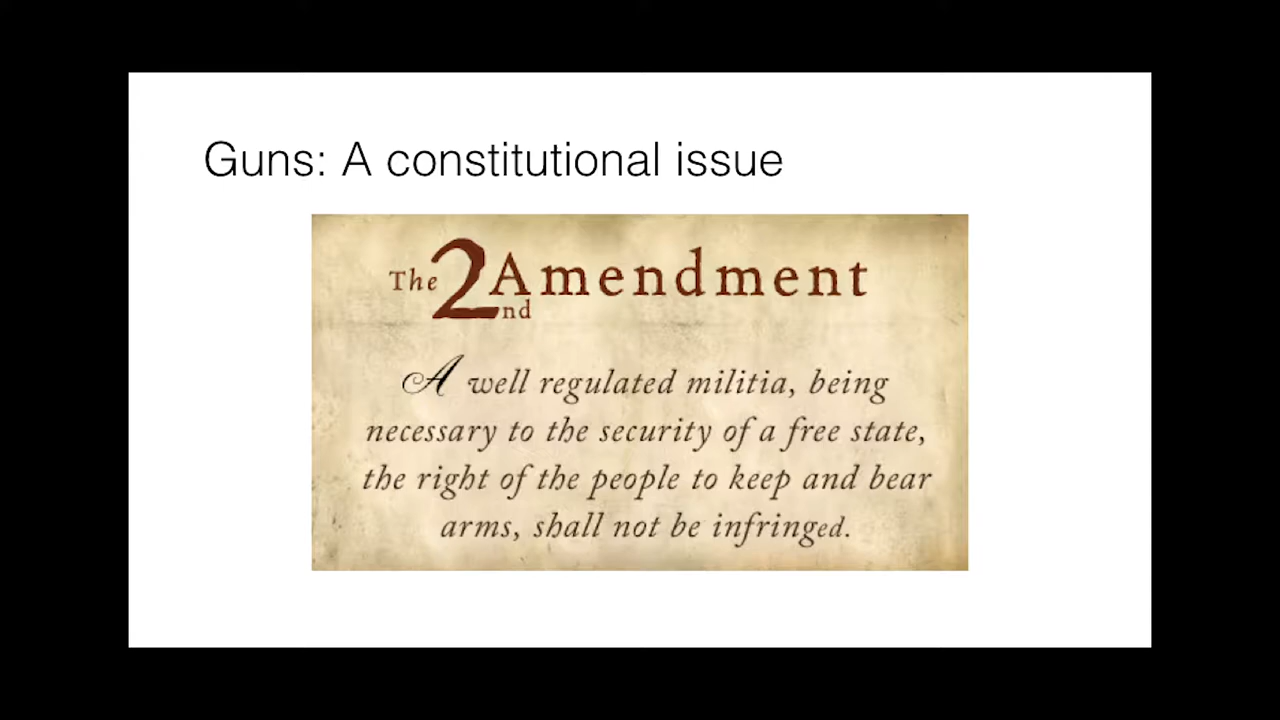 Guns: A constitutional issue
The 2nd Amendment
A well regulated militia, being
necessary to the security of a free state,
the right of the people to keep and bear
arms, shall not be infringed.